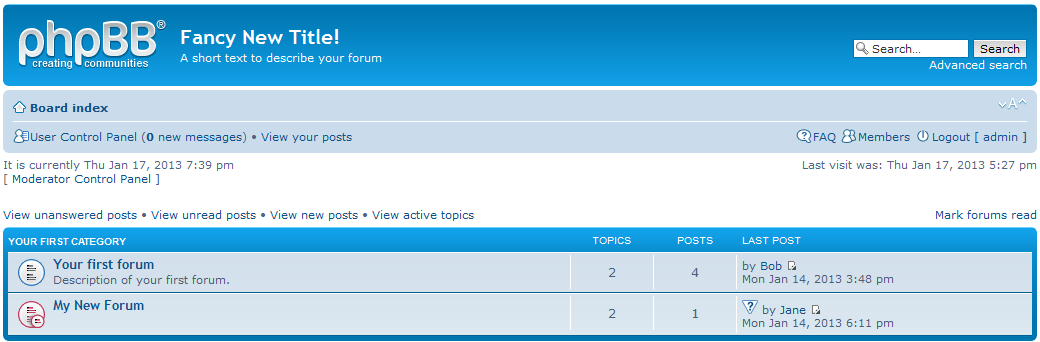 phpBB®
creating communities
Fancy New Title!
A short text to describe your forum
Search… Search
Advanced search
Board index
A
User Control Panel (0 new messages) • View your posts
FAQ Members Logout [ admin ]
It is currently Thu Jan 17, 2013 7:39 pm
Last visit was: Thu Jan 17, 2013 5:27 pm
[ Moderator Control Panel ]
View unanswered posts • View unread posts • View new posts • View active topics
Mark forums read
YOUR FIRST CATEGORY TOPICS POSTS LAST POST
Your first forum
Description of your first forum.
2
4
by Bob
Mon Jan 14, 2013 3:48 pm
My New Forum
2
1
? by Jane
Mon Jan 14, 2013 6:11 pm